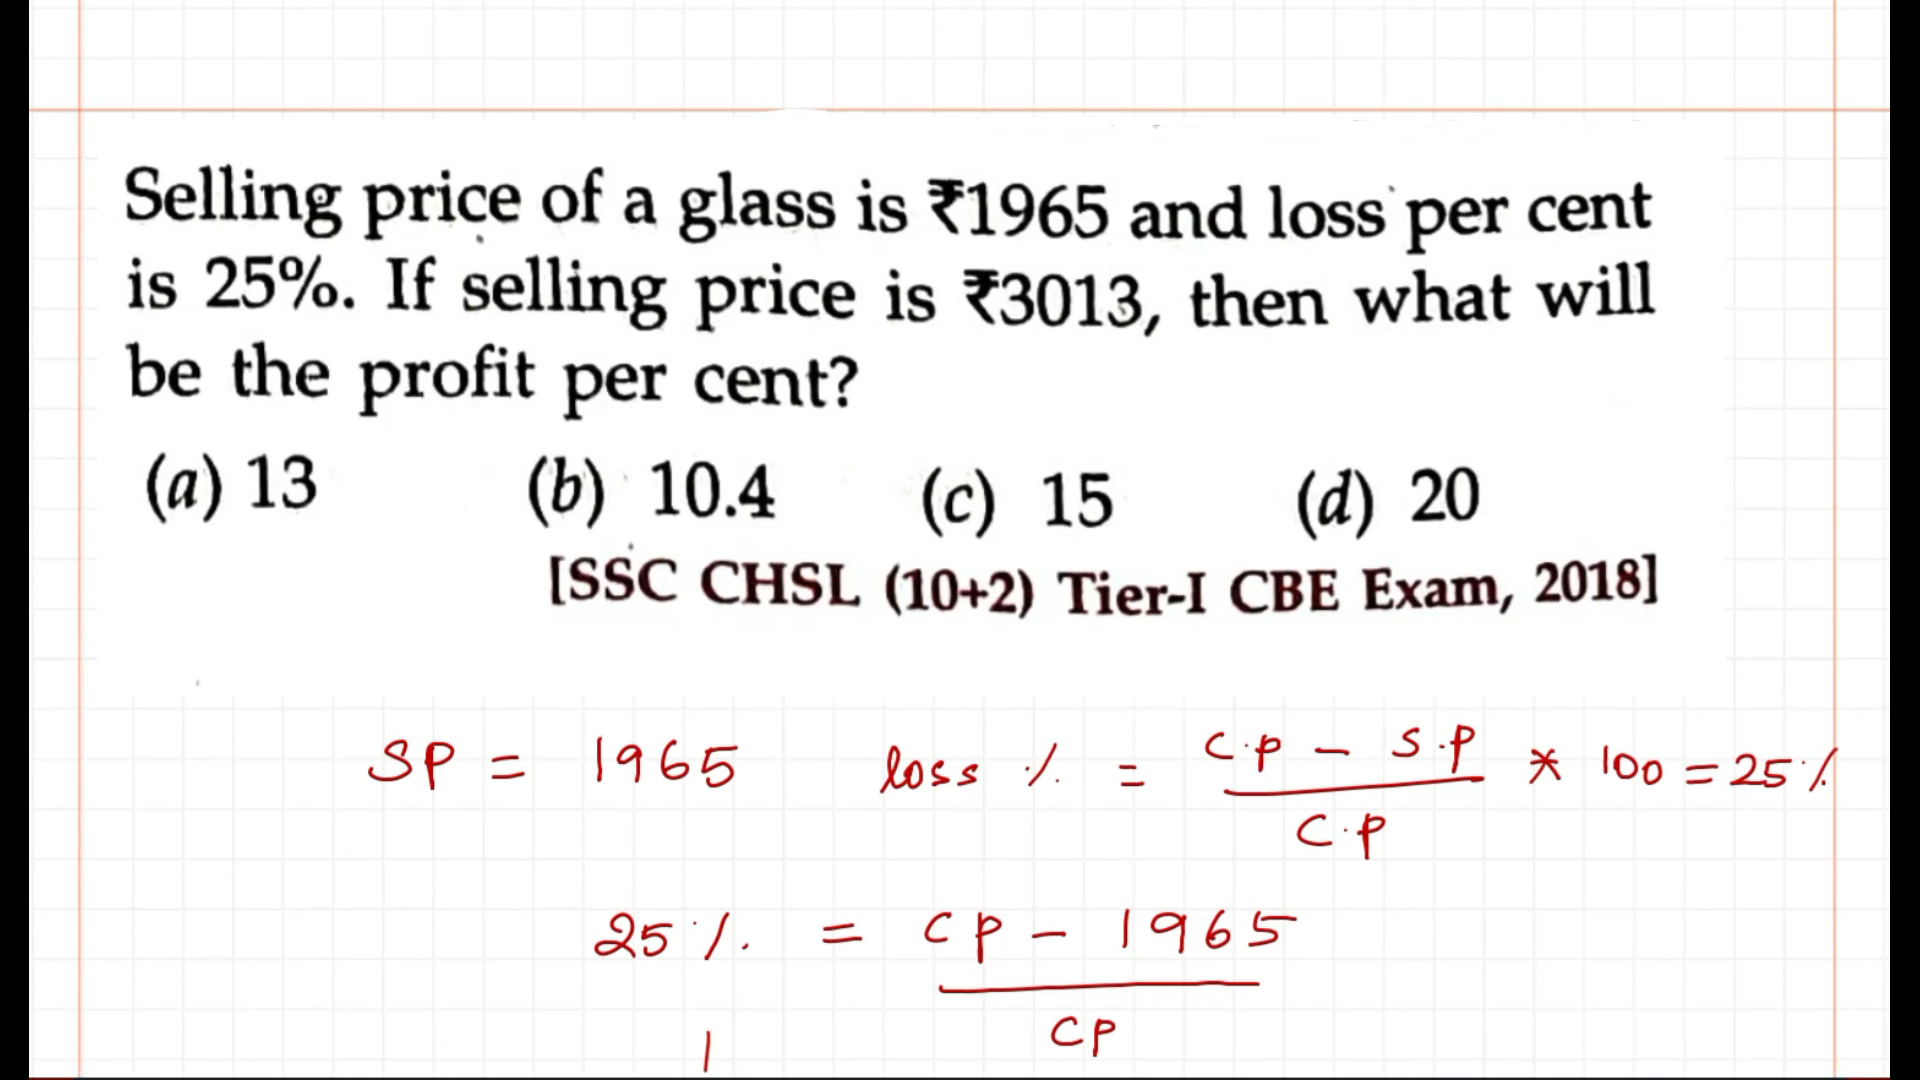 Selling price of a glass is ₹1965 and loss per cent
is 25%. If selling price is ₹3013, then what will
be the profit per cent?
(a) 13 (b) 10.4 (c) 15 (d) 20
[SSC CHSL (10+2) Tier-I CBE Exam, 2018]
SP = 1965 loss % = C.P - S.P * 100 = 25%
C.P
25% = CP - 1965
CP
1